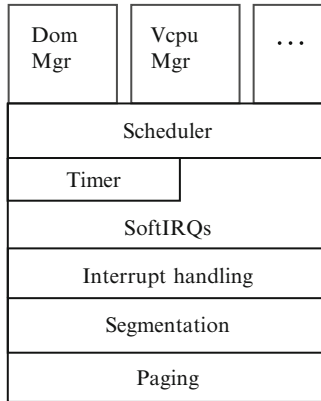 Dom
Mgr
Vcpu
Mgr
...
Scheduler
Timer
SoftIRQs
Interrupt handling
Segmentation
Paging